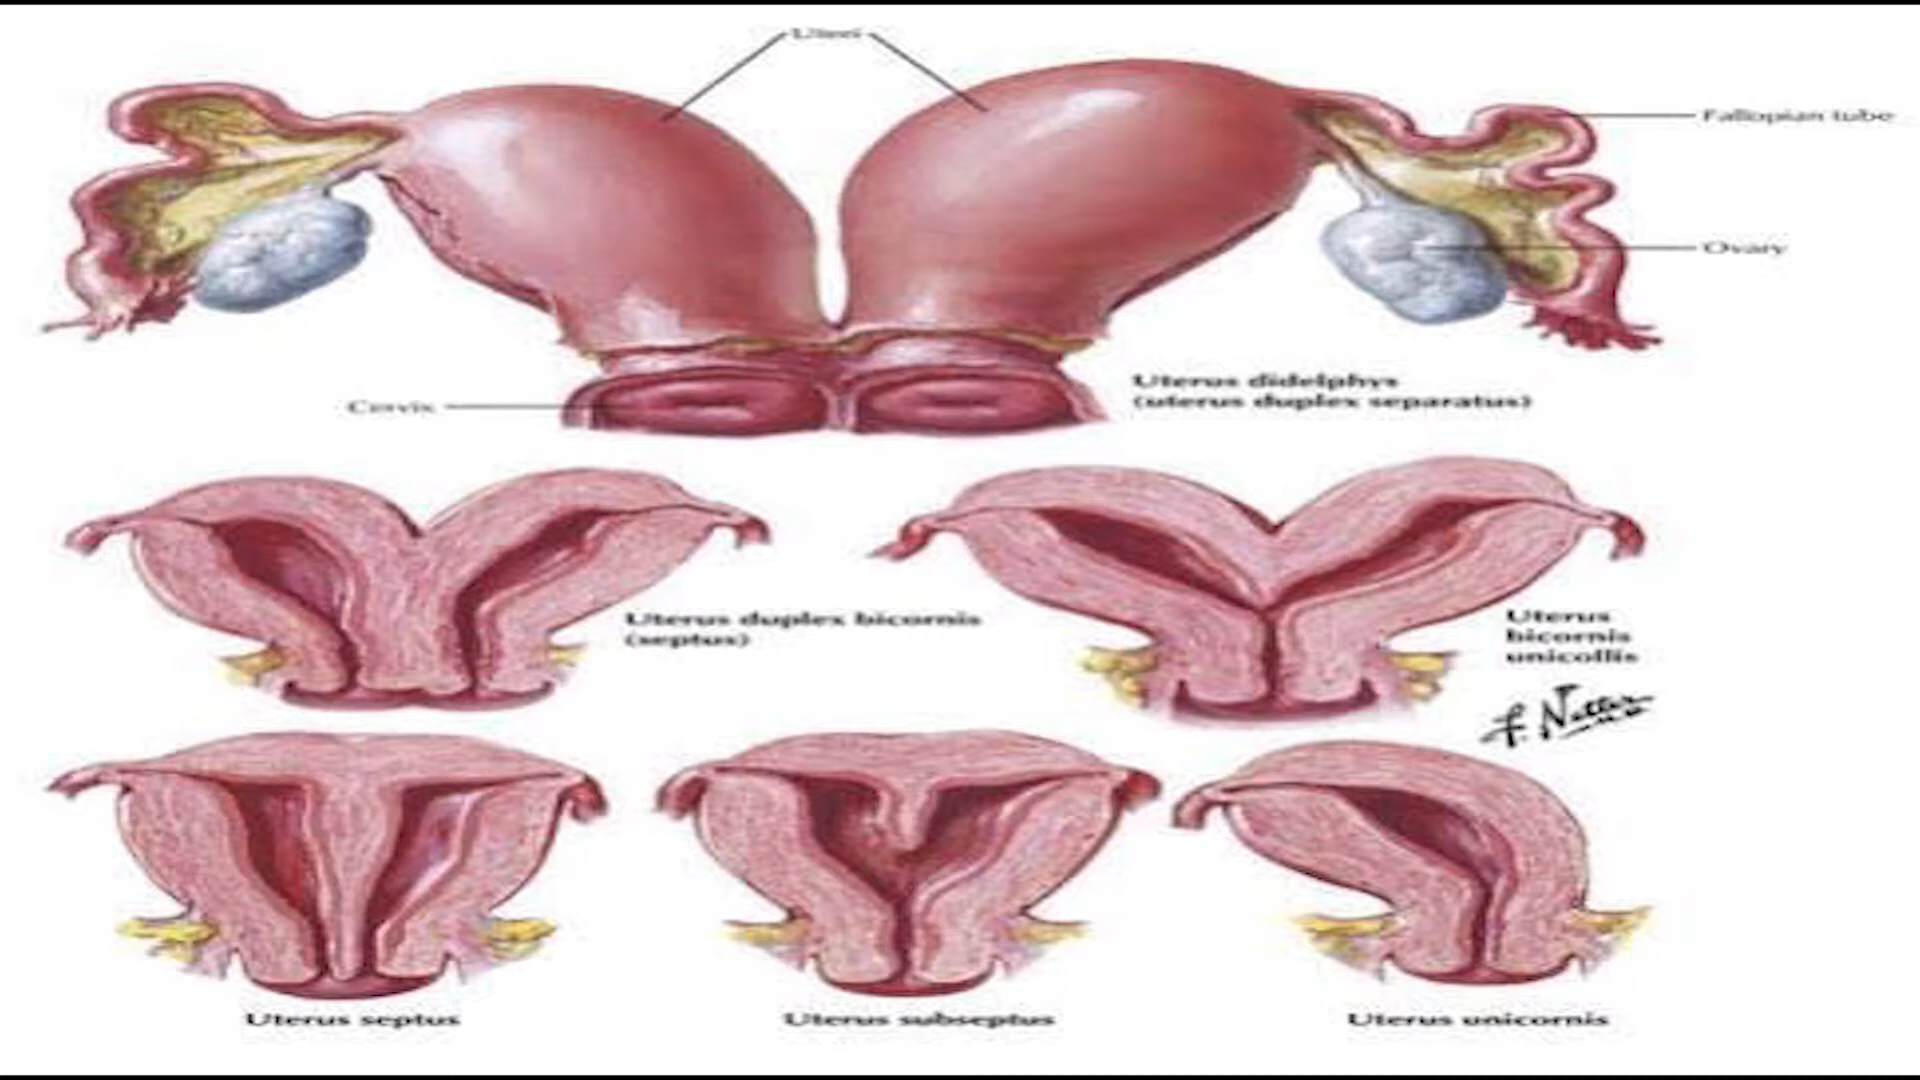 Uteri
Fallopian tube
Ovary
Uterus didelphys
(uterus duplex separatus)
Cervix
Uterus duplex bicornis
(septus)
Uterus
bicornis
unicollis
F. Netter
Uterus septus
Uterus subseptus
Uterus unicornis